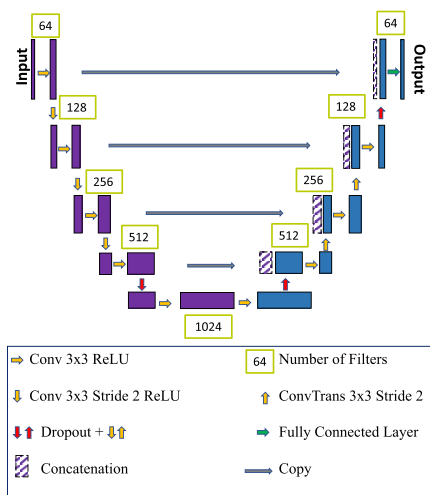 64
64
Input
Output
128
128
256
256
512
512
1024
Conv 3x3 ReLU
64
Number of Filters
Conv 3x3 Stride 2 ReLU
ConvTrans 3x3 Stride 2
Dropout +
Fully Connected Layer
Concatenation
Copy